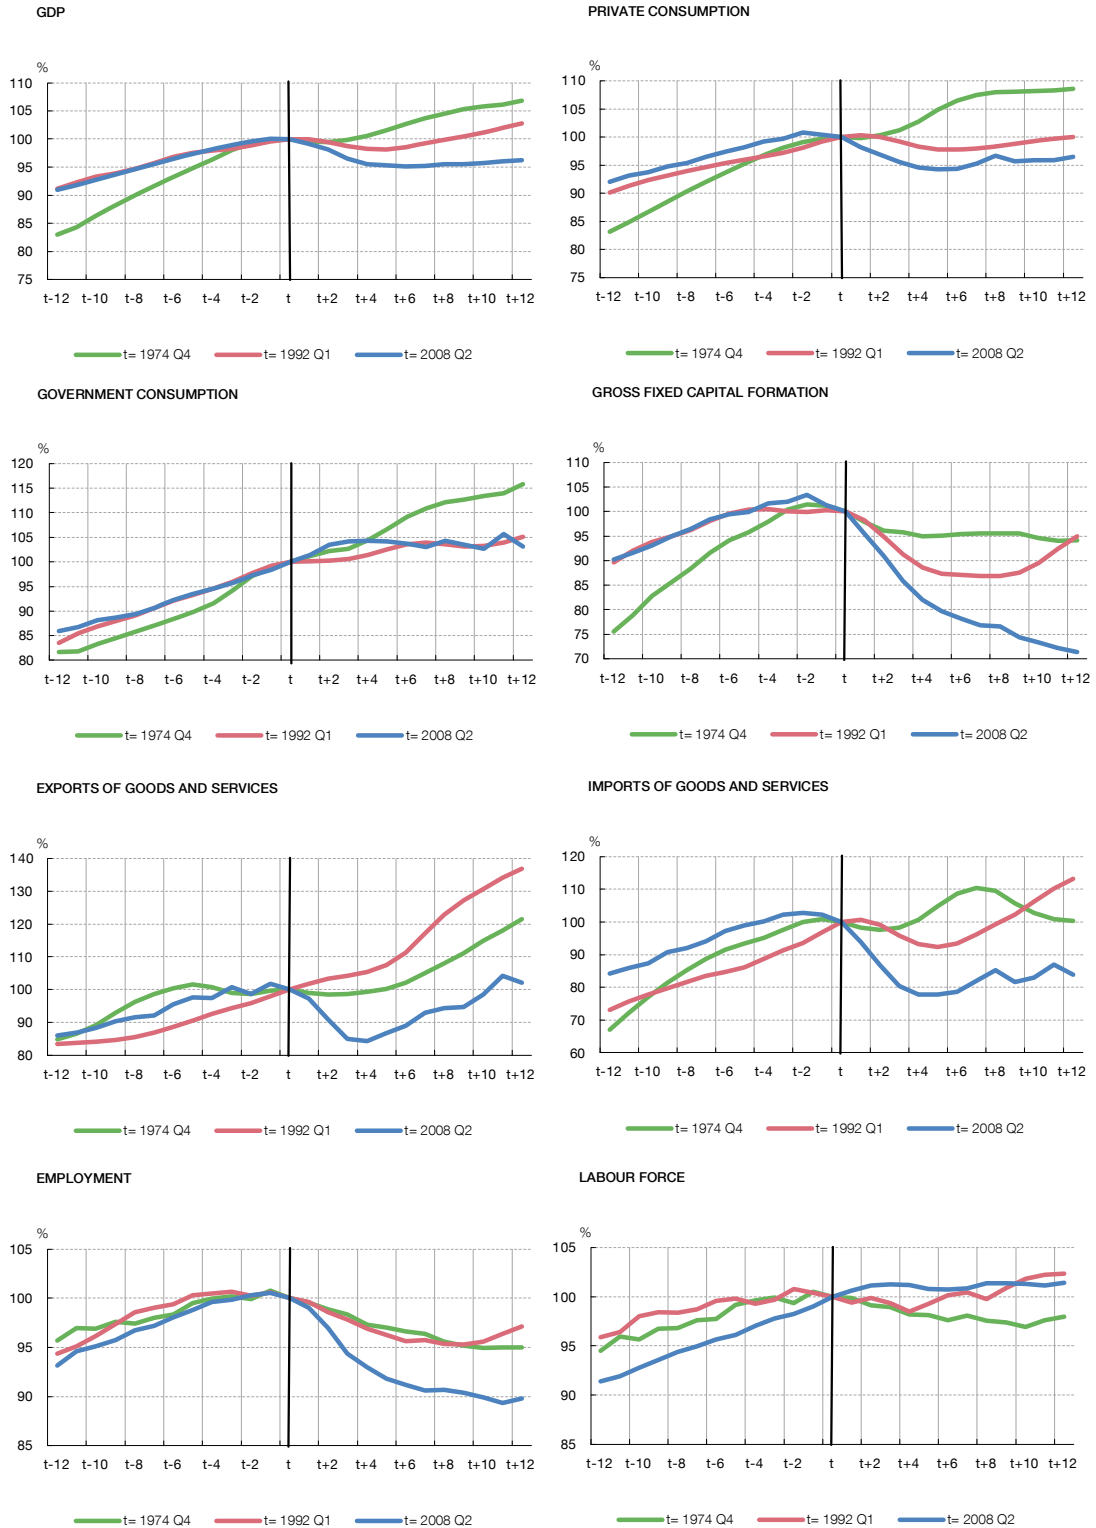 GDP
%
110
105
100
95
90
85
80
75
t-12 t-10 t-8 t-6 t-4 t-2 t t+2 t+4 t+6 t+8 t+10 t+12
t= 1974 Q4 t= 1992 Q1 t= 2008 Q2
PRIVATE CONSUMPTION
%
110
105
100
95
90
85
80
75
t-12 t-10 t-8 t-6 t-4 t-2 t t+2 t+4 t+6 t+8 t+10 t+12
t= 1974 Q4 t= 1992 Q1 t= 2008 Q2
GOVERNMENT CONSUMPTION
%
120
115
110
105
100
95
90
85
80
t-12 t-10 t-8 t-6 t-4 t-2 t t+2 t+4 t+6 t+8 t+10 t+12
t= 1974 Q4 t= 1992 Q1 t= 2008 Q2
GROSS FIXED CAPITAL FORMATION
%
110
105
100
95
90
85
80
75
70
t-12 t-10 t-8 t-6 t-4 t-2 t t+2 t+4 t+6 t+8 t+10 t+12
t= 1974 Q4 t= 1992 Q1 t= 2008 Q2
EXPORTS OF GOODS AND SERVICES
%
140
130
120
110
100
90
80
t-12 t-10 t-8 t-6 t-4 t-2 t t+2 t+4 t+6 t+8 t+10 t+12
t= 1974 Q4 t= 1992 Q1 t= 2008 Q2
IMPORTS OF GOODS AND SERVICES
%
120
110
100
90
80
70
60
t-12 t-10 t-8 t-6 t-4 t-2 t t+2 t+4 t+6 t+8 t+10 t+12
t= 1974 Q4 t= 1992 Q1 t= 2008 Q2
EMPLOYMENT
%
105
100
95
90
85
t-12 t-10 t-8 t-6 t-4 t-2 t t+2 t+4 t+6 t+8 t+10 t+12
t= 1974 Q4 t= 1992 Q1 t= 2008 Q2
LABOUR FORCE
%
105
100
95
90
85
t-12 t-10 t-8 t-6 t-4 t-2 t t+2 t+4 t+6 t+8 t+10 t+12
t= 1974 Q4 t= 1992 Q1 t= 2008 Q2